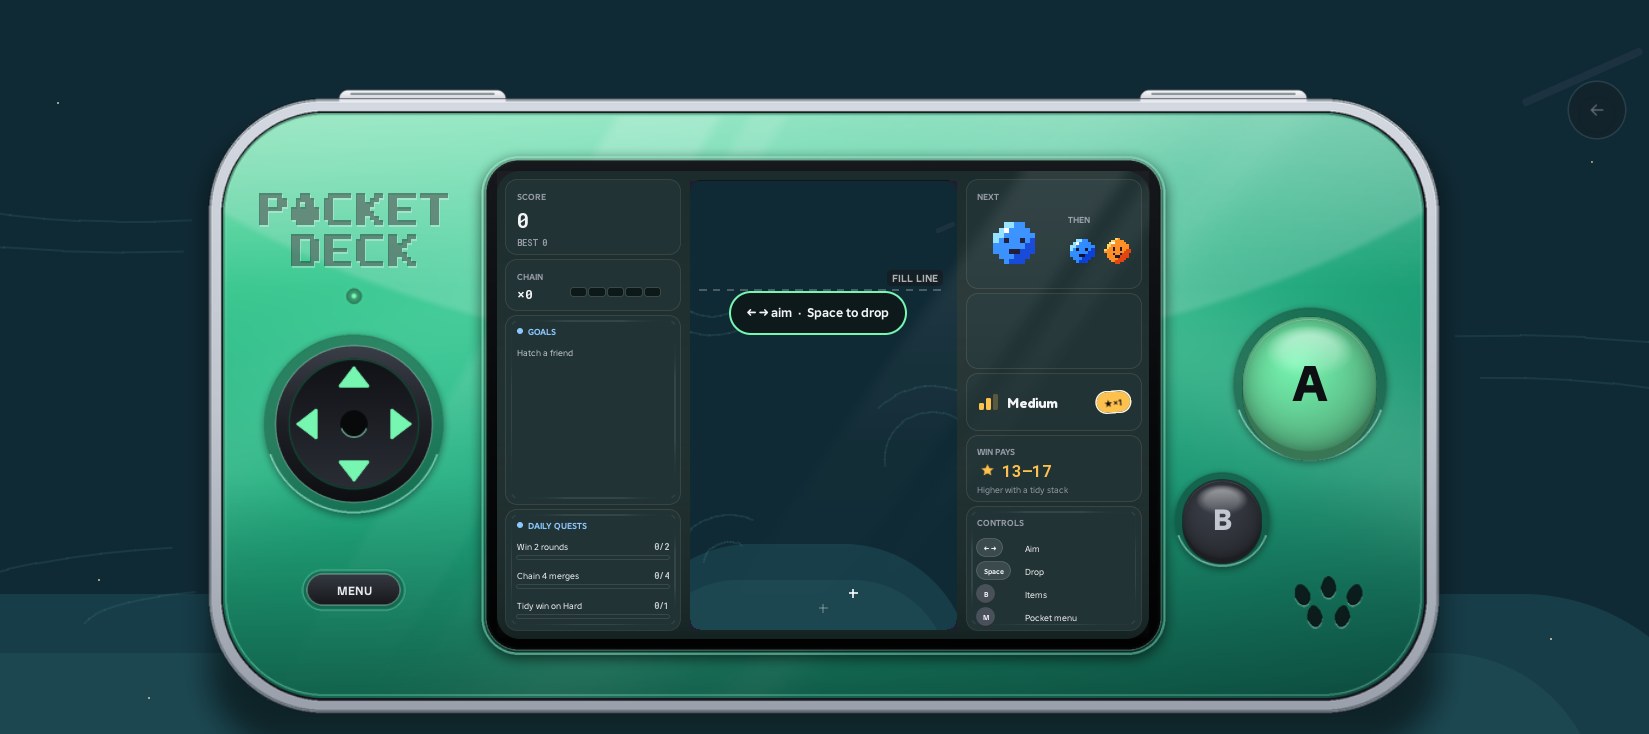 POCKET
DECK
MENU
SCORE
0
BEST 0
CHAIN
×0
GOALS
Hatch a friend
DAILY QUESTS
Win 2 rounds 0/2
Chain 4 merges 0/4
Tidy win on Hard 0/1
FILL LINE
←→ aim · Space to drop
NEXT
THEN
Medium ★×1
WIN PAYS
★ 13–17
Higher with a tidy stack
CONTROLS
←→ Aim
Space Drop
B Items
M Pocket menu
A
B